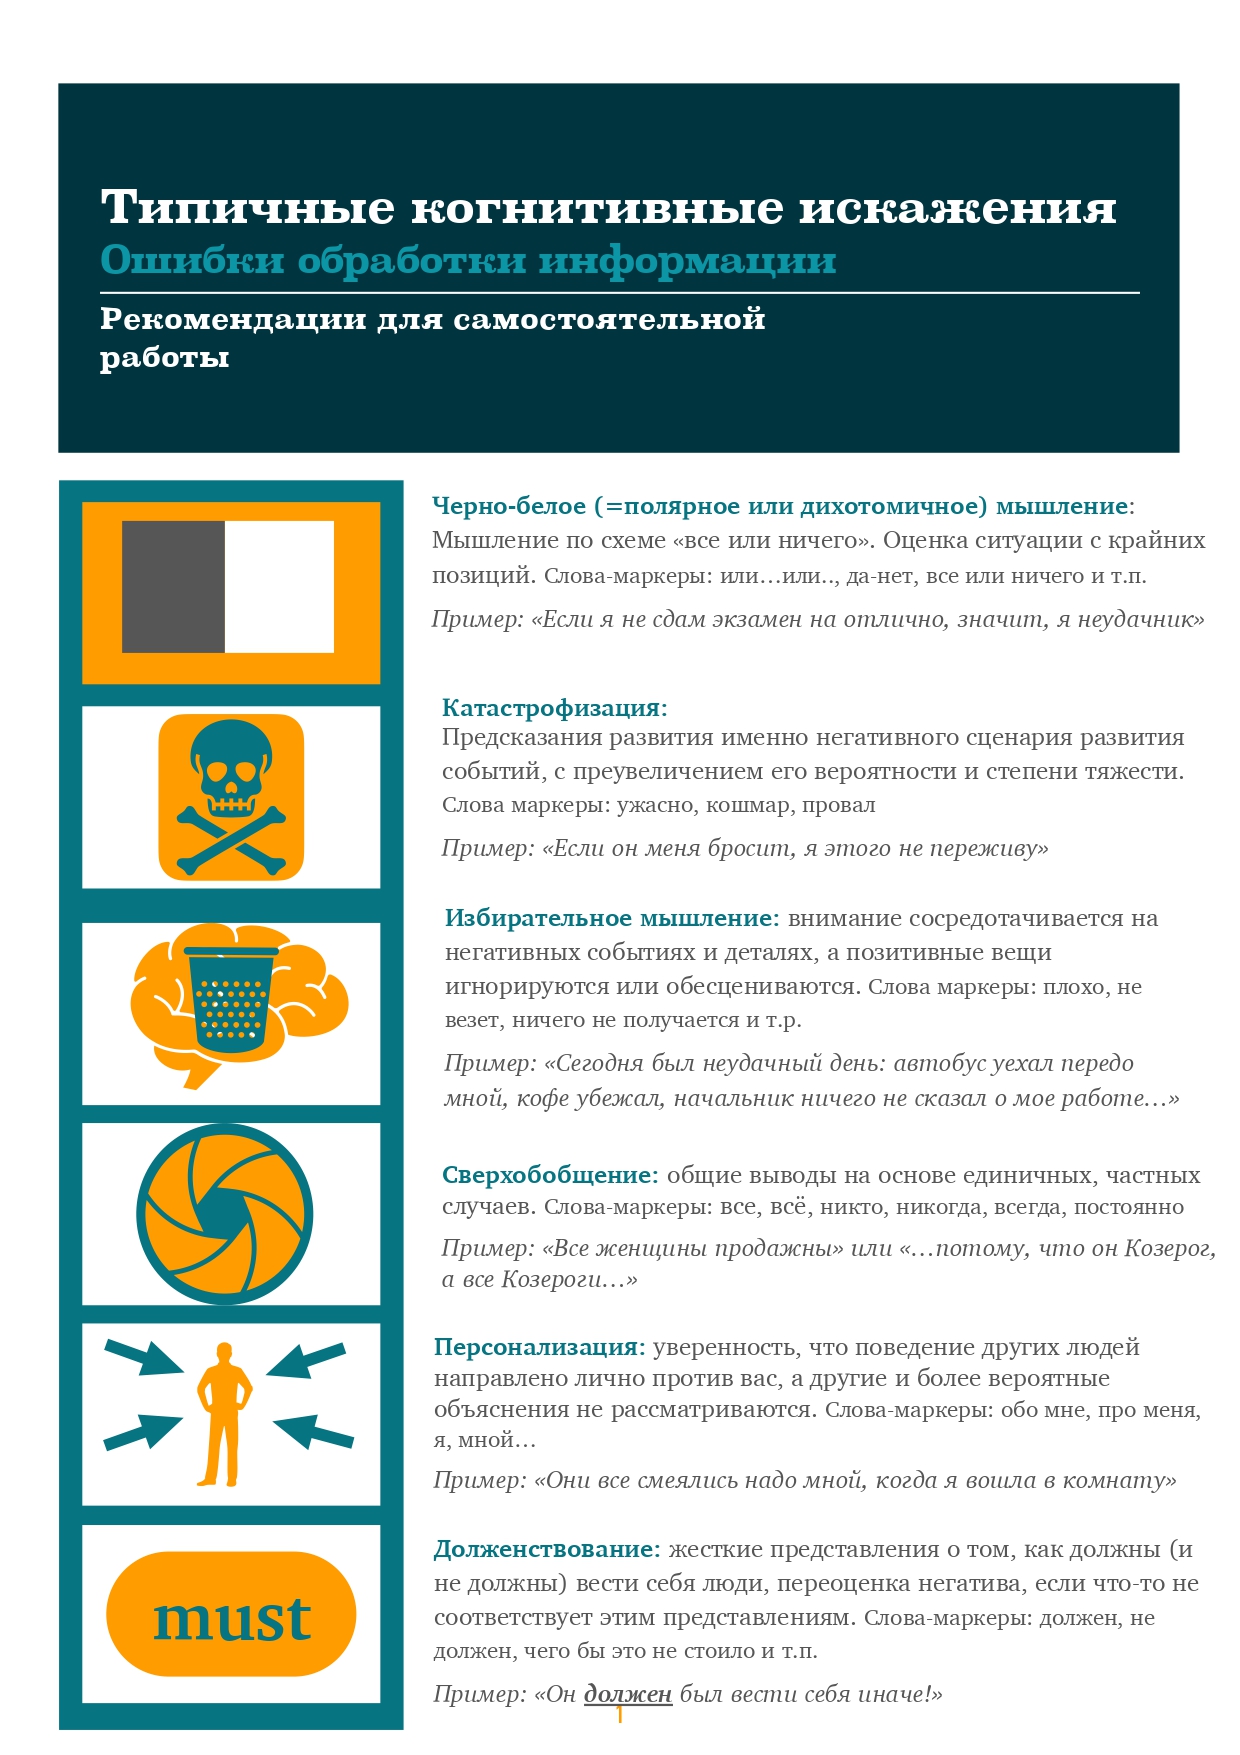 Типичные когнитивные искажения
Ошибки обработки информации
Рекомендации для самостоятельной
работы
Черно-белое (=полярное или дихотомичное) мышление:
Мышление по схеме «все или ничего». Оценка ситуации с крайних
позиций. Слова-маркеры: или…или.., да-нет, все или ничего и т.п.
Пример: «Если я не сдам экзамен на отлично, значит, я неудачник»
Катастрофизация:
Предсказания развития именно негативного сценария развития
событий, с преувеличением его вероятности и степени тяжести.
Слова маркеры: ужасно, кошмар, провал
Пример: «Если он меня бросит, я этого не переживу»
Избирательное мышление: внимание сосредотачивается на
негативных событиях и деталях, а позитивные вещи
игнорируются или обесцениваются. Слова маркеры: плохо, не
везет, ничего не получается и т.р.
Пример: «Сегодня был неудачный день: автобус уехал передо
мной, кофе убежал, начальник ничего не сказал о мое работе…»
Сверхобобщение: общие выводы на основе единичных, частных
случаев. Слова-маркеры: все, всё, никто, никогда, всегда, постоянно
Пример: «Все женщины продажны» или «…потому, что он Козерог,
а все Козероги…»
Персонализация: уверенность, что поведение других людей
направлено лично против вас, а другие и более вероятные
объяснения не рассматриваются. Слова-маркеры: обо мне, про меня,
я, мной…
Пример: «Они все смеялись надо мной, когда я вошла в комнату»
must
Долженствование: жесткие представления о том, как должны (и
не должны) вести себя люди, переоценка негатива, если что-то не
соответствует этим представлениям. Слова-маркеры: должен, не
должен, чего бы это не стоило и т.п.
Пример: «Он должен был вести себя иначе!»
1